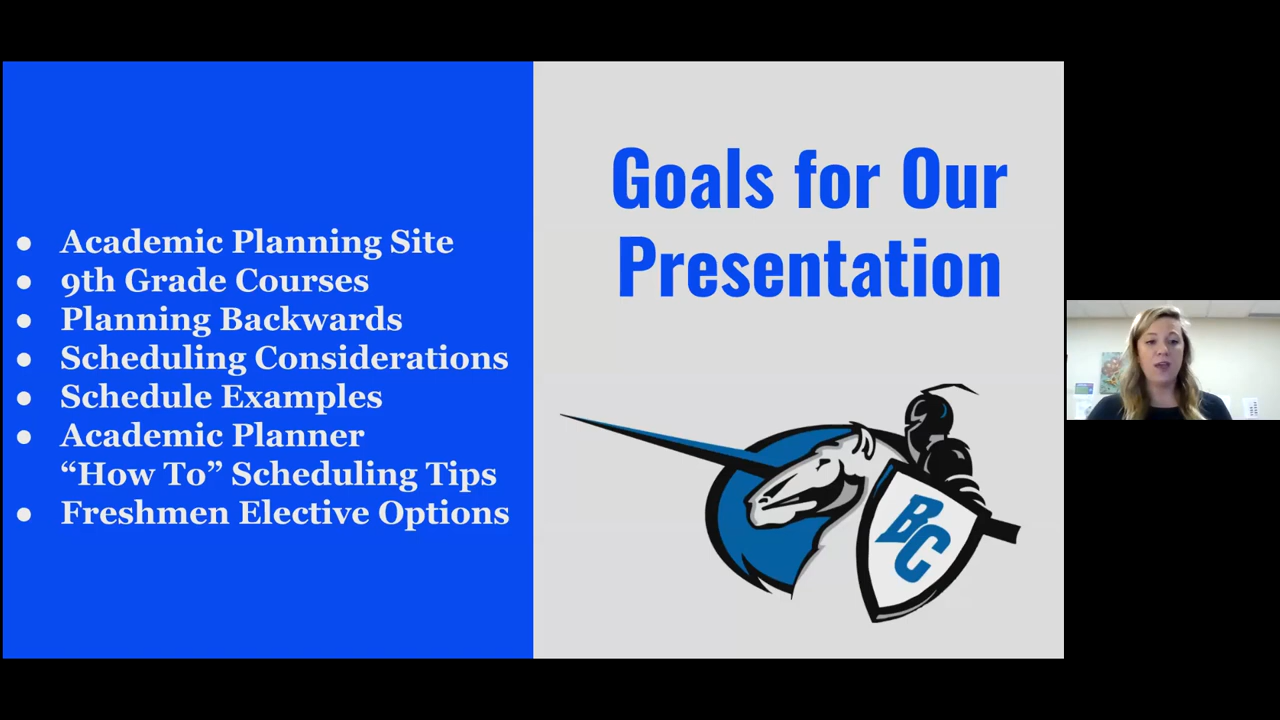 Goals for Our
Presentation
● Academic Planning Site
● 9th Grade Courses
● Planning Backwards
● Scheduling Considerations
● Schedule Examples
● Academic Planner
“How To” Scheduling Tips
● Freshmen Elective Options
BC